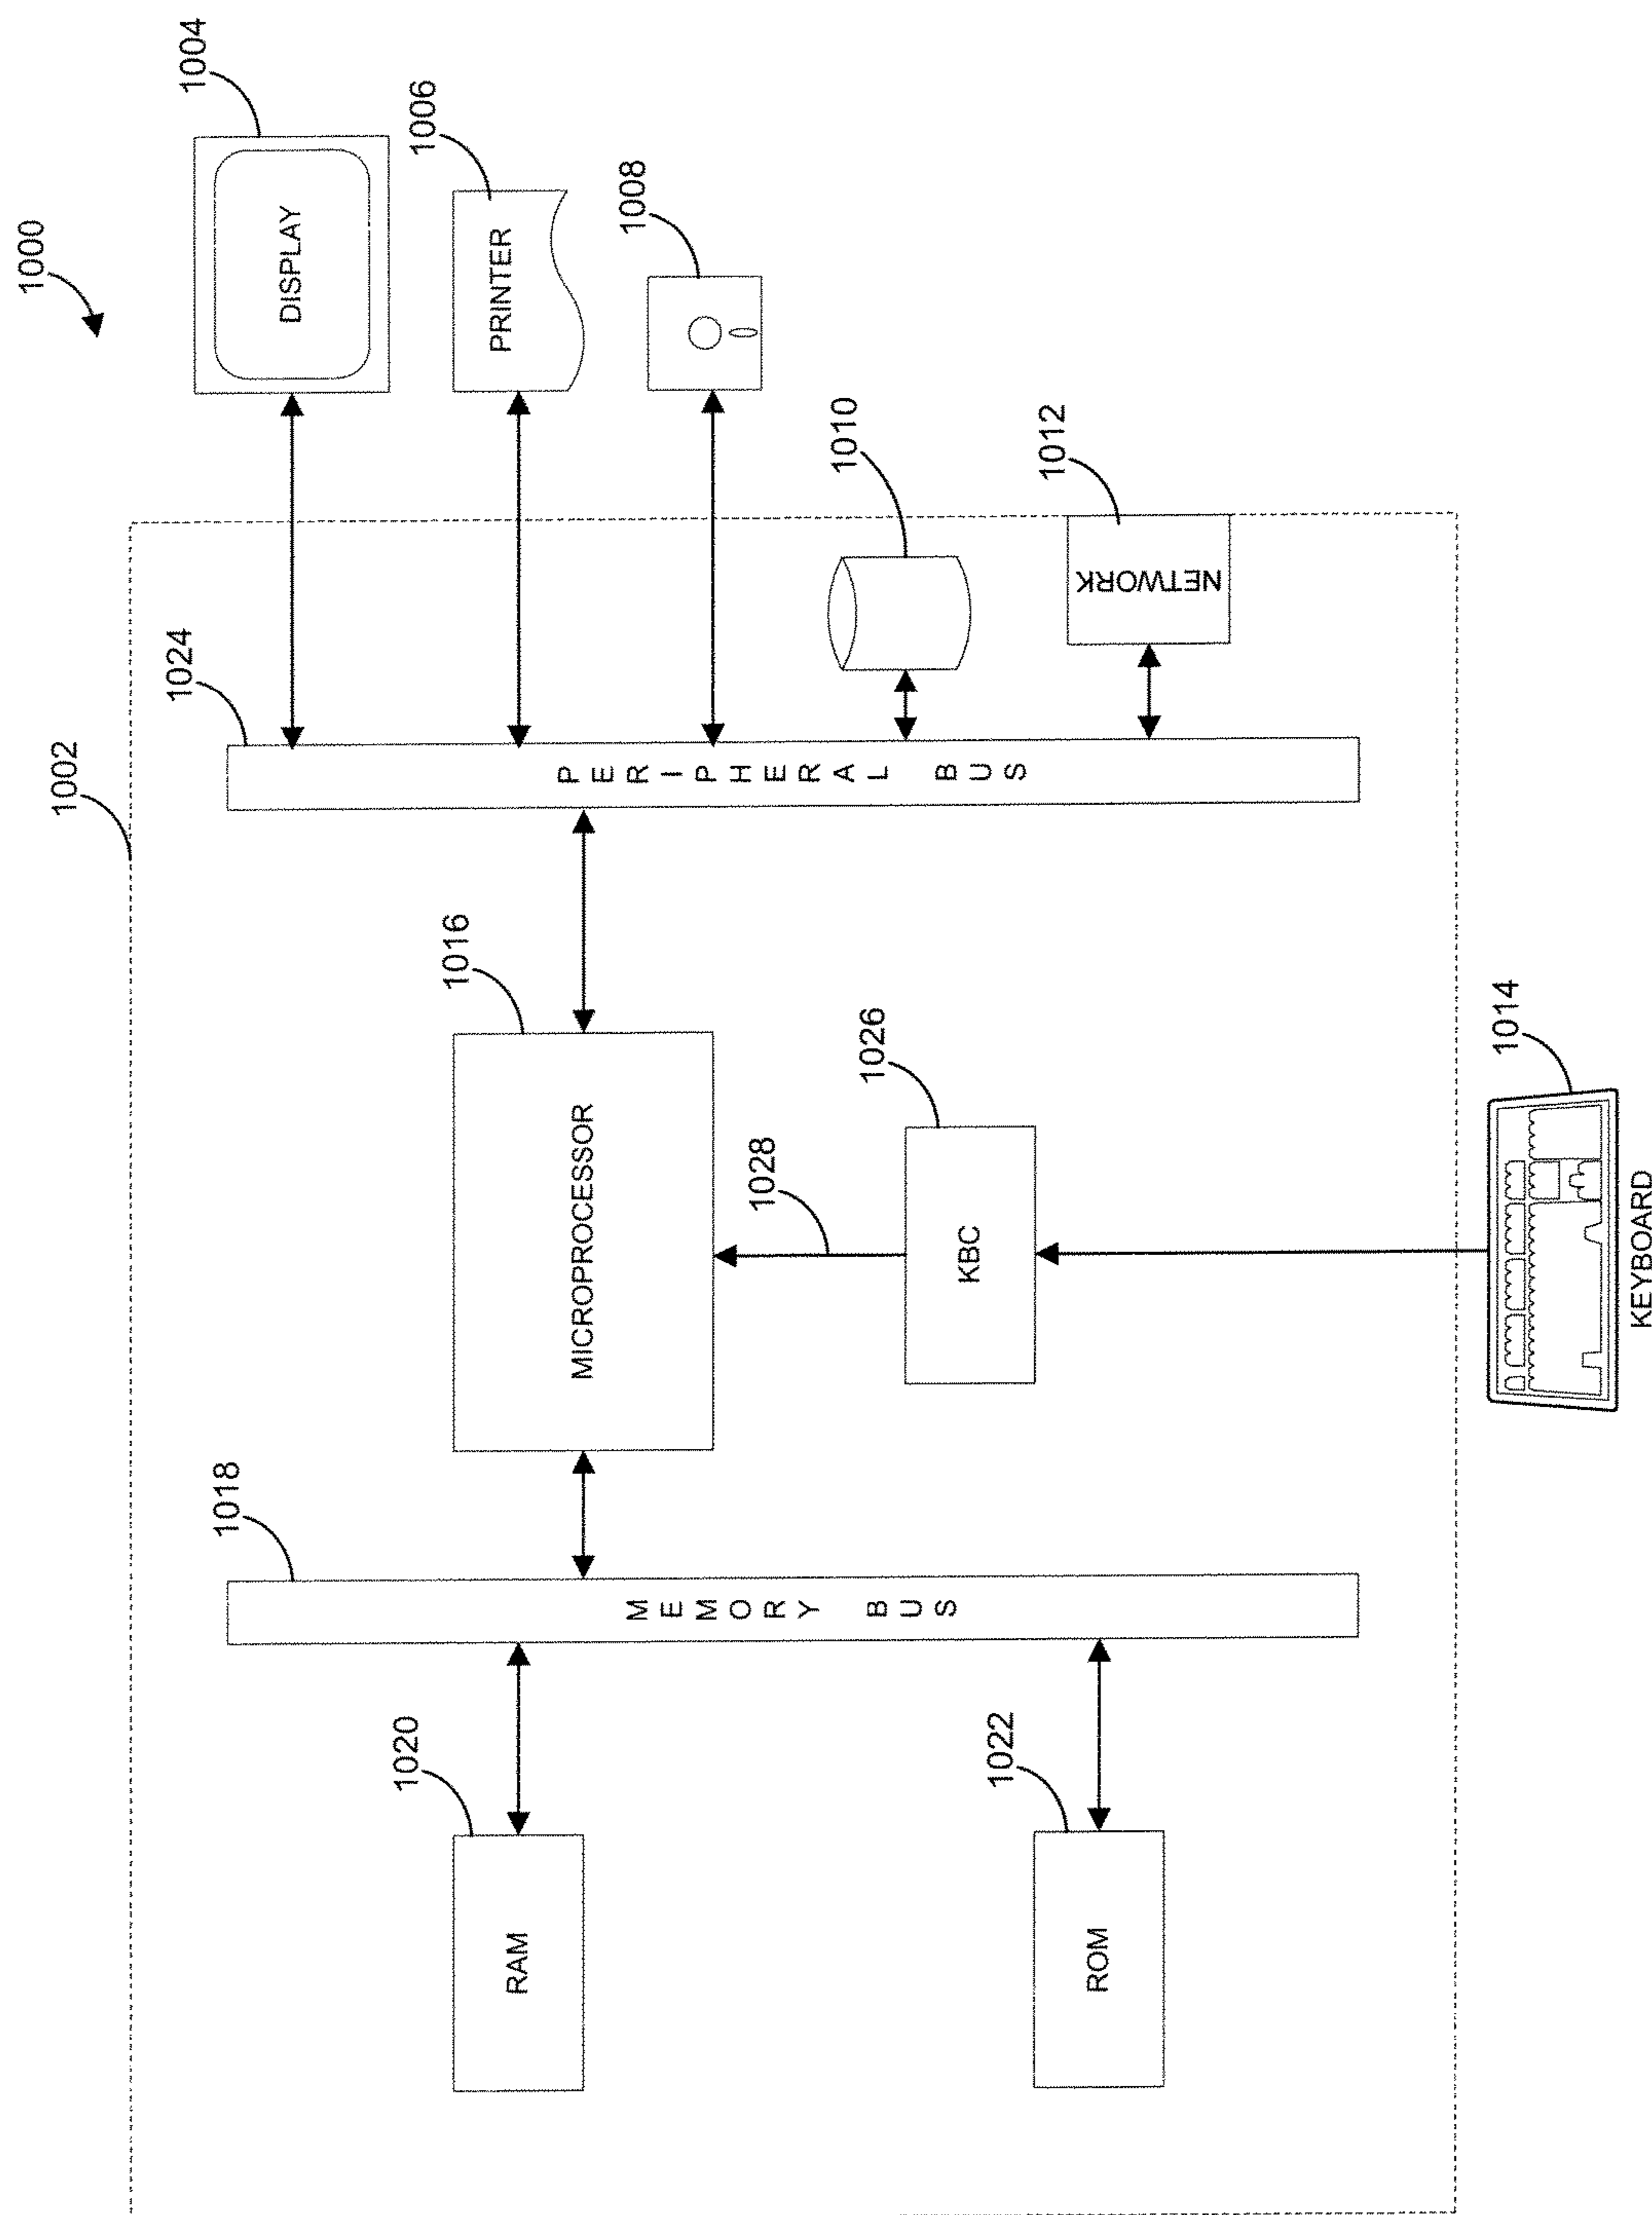 1000
1002
1024
1004
DISPLAY
1006
PRINTER
1008
1010
1012
NETWORK
PERIPHERAL BUS
1016
MICROPROCESSOR
1028
1026
KBC
1018
MEMORY BUS
1020
RAM
1022
ROM
1014
KEYBOARD